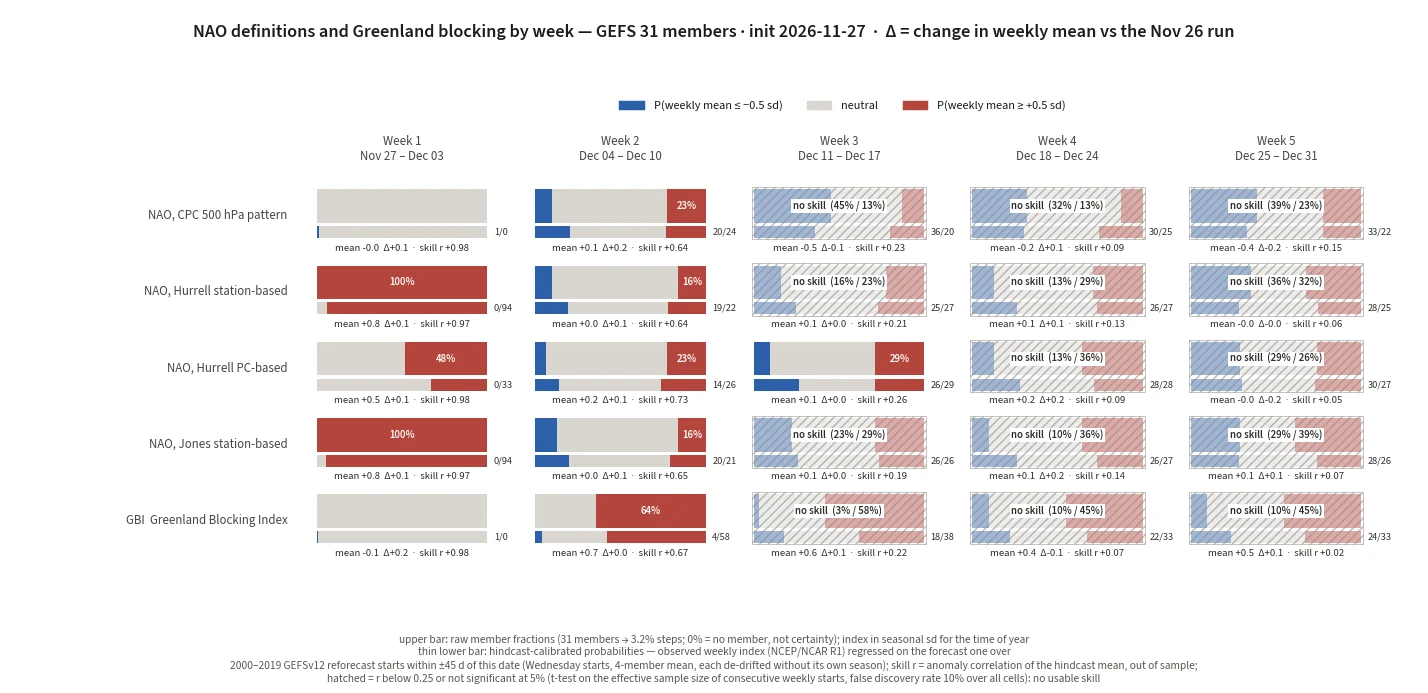 NAO definitions and Greenland blocking by week — GEFS 31 members · init 2026-11-27 · Δ = change in weekly mean vs the Nov 26 run
P(weekly mean ≤ −0.5 sd) neutral P(weekly mean ≥ +0.5 sd)
Week 1 Week 2 Week 3 Week 4 Week 5
Nov 27 – Dec 03 Dec 04 – Dec 10 Dec 11 – Dec 17 Dec 18 – Dec 24 Dec 25 – Dec 31
NAO, CPC 500 hPa pattern 23% no skill (45% / 13%) no skill (32% / 13%) no skill (39% / 23%)
1/0 20/24 36/20 30/25 33/22
mean -0.0 Δ+0.1 · skill r +0.98 mean +0.1 Δ+0.2 · skill r +0.64 mean -0.5 Δ-0.1 · skill r +0.23 mean -0.2 Δ+0.1 · skill r +0.09 mean -0.4 Δ-0.2 · skill r +0.15
NAO, Hurrell station-based 100% 16% no skill (16% / 23%) no skill (13% / 29%) no skill (36% / 32%)
0/94 19/22 25/27 26/27 28/25
mean +0.8 Δ+0.1 · skill r +0.97 mean +0.0 Δ+0.1 · skill r +0.64 mean +0.1 Δ+0.0 · skill r +0.21 mean +0.1 Δ+0.1 · skill r +0.13 mean -0.0 Δ-0.0 · skill r +0.06
NAO, Hurrell PC-based 48% 23% 29% no skill (13% / 36%) no skill (29% / 26%)
0/33 14/26 26/29 28/28 30/27
mean +0.5 Δ+0.1 · skill r +0.98 mean +0.2 Δ+0.1 · skill r +0.73 mean +0.1 Δ+0.0 · skill r +0.26 mean +0.2 Δ+0.2 · skill r +0.09 mean -0.0 Δ-0.2 · skill r +0.05
NAO, Jones station-based 100% 16% no skill (23% / 29%) no skill (10% / 36%) no skill (29% / 39%)
0/94 20/21 26/26 26/27 28/26
mean +0.8 Δ+0.1 · skill r +0.97 mean +0.0 Δ+0.1 · skill r +0.65 mean +0.1 Δ+0.0 · skill r +0.19 mean +0.1 Δ+0.2 · skill r +0.14 mean +0.1 Δ+0.1 · skill r +0.07
GBI Greenland Blocking Index 64% no skill (3% / 58%) no skill (10% / 45%) no skill (10% / 45%)
1/0 4/58 18/38 22/33 24/33
mean -0.1 Δ+0.2 · skill r +0.98 mean +0.7 Δ+0.0 · skill r +0.67 mean +0.6 Δ+0.1 · skill r +0.22 mean +0.4 Δ-0.1 · skill r +0.07 mean +0.5 Δ+0.1 · skill r +0.02
upper bar: raw member fractions (31 members → 3.2% steps; 0% = no member, not certainty); index in seasonal sd for the time of year
thin lower bar: hindcast-calibrated probabilities — observed weekly index (NCEP/NCAR R1) regressed on the forecast one over
2000–2019 GEFSv12 reforecast starts within ±45 d of this date (Wednesday starts, 4-member mean, each de-drifted without its own season); skill r = anomaly correlation of the hindcast mean, out of sample;
hatched = r below 0.25 or not significant at 5% (t-test on the effective sample size of consecutive weekly starts, false discovery rate 10% over all cells): no usable skill